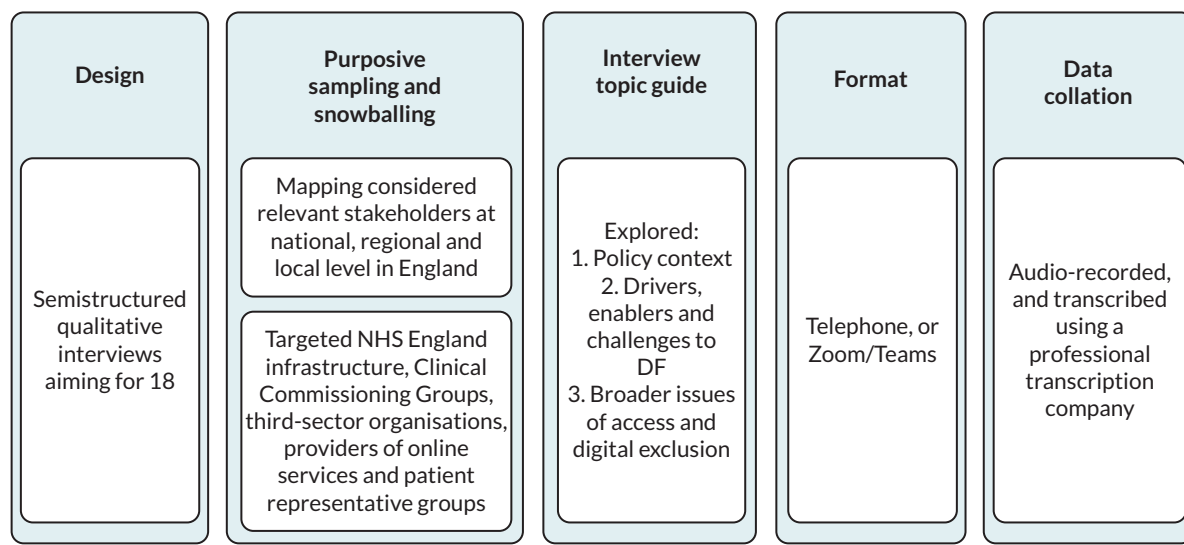 Design
Semistructured
qualitative
interviews
aiming for 18
Purposive
sampling and
snowballing
Mapping considered
relevant stakeholders at
national, regional and
local level in England
Targeted NHS England
infrastructure, Clinical
Commissioning Groups,
third-sector organisations,
providers of online
services and patient
representative groups
Interview
topic guide
Explored:
1. Policy context
2. Drivers,
enablers and
challenges to
DF
3. Broader issues
of access and
digital exclusion
Format
Telephone, or
Zoom/Teams
Data
collation
Audio-recorded,
and transcribed
using a
professional
transcription
company